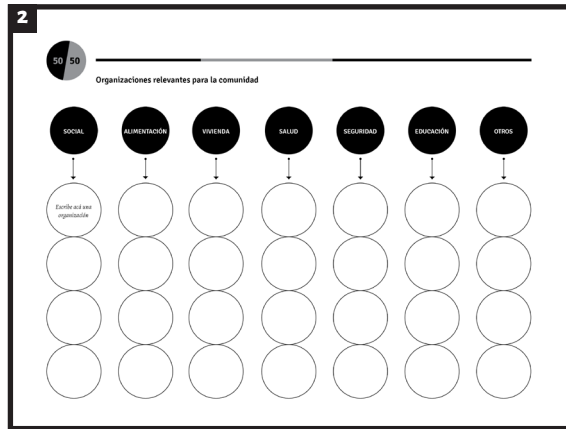 2
50 50
Organizaciones relevantes para la comunidad
SOCIAL ALIMENTACIÓN VIVIENDA SALUD SEGURIDAD EDUCACIÓN OTROS
Escribe acá una
organización